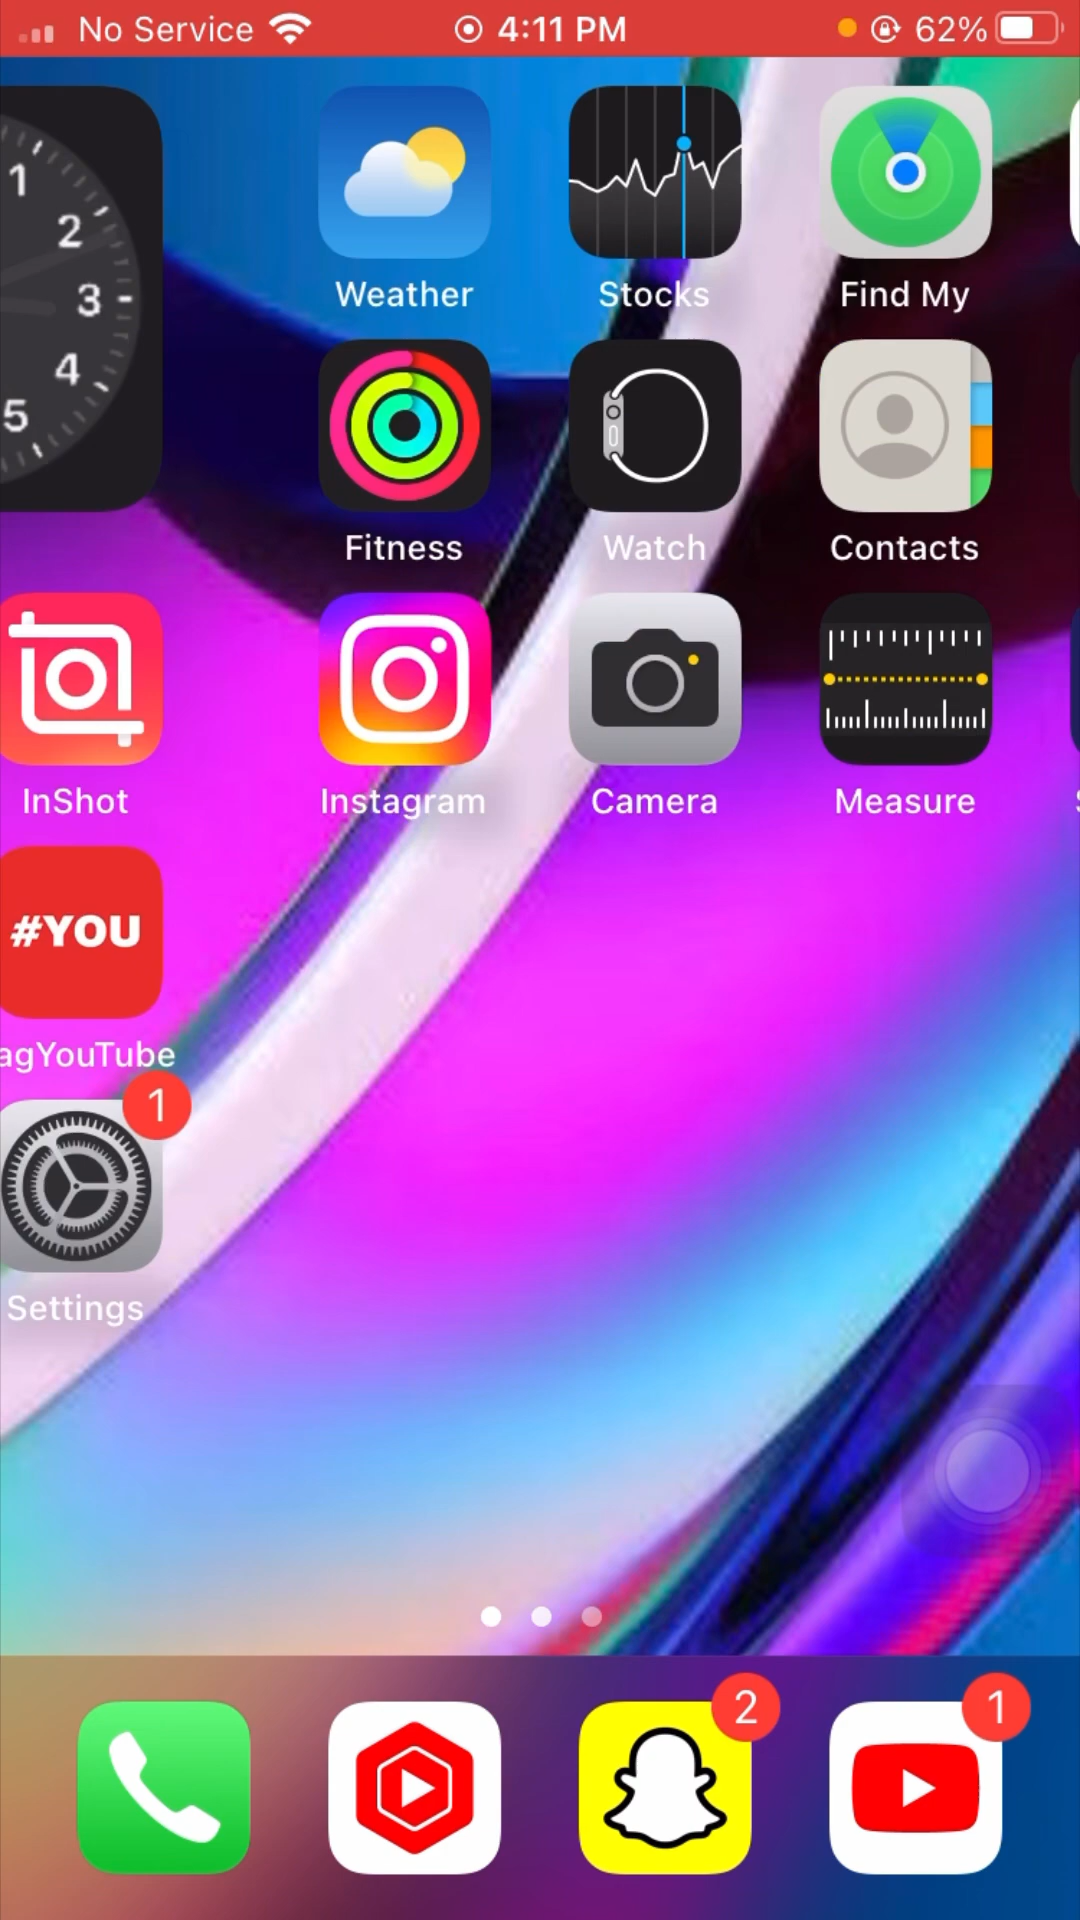 No Service 4:11 PM 62%
1
2
3
4
5
Weather Stocks Find My
Fitness Watch Contacts
InShot Instagram Camera Measure
#YOU
agYouTube
1
Settings
2 1